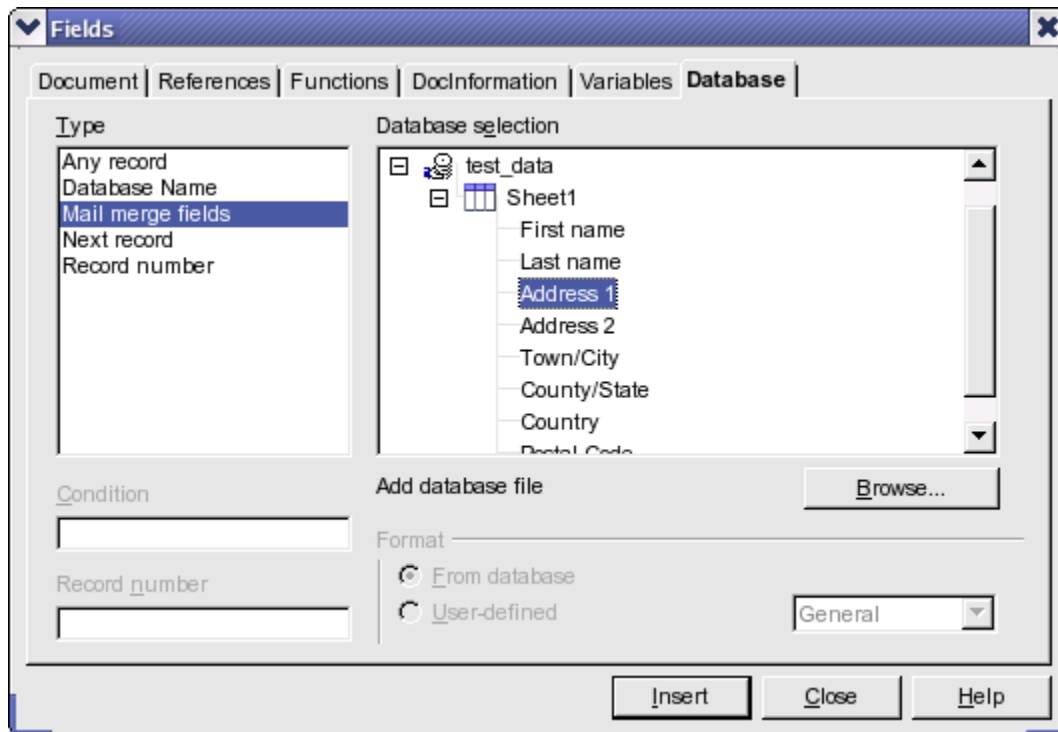 Fields
Document References Functions DocInformation Variables Database
Type
Any record
Database Name
Mail merge fields
Next record
Record number
Database selection
test_data
Sheet1
First name
Last name
Address 1
Address 2
Town/City
County/State
Country
Postal Code
Condition
Record number
Add database file
Browse...
Format
From database
User-defined
General
Insert Close Help